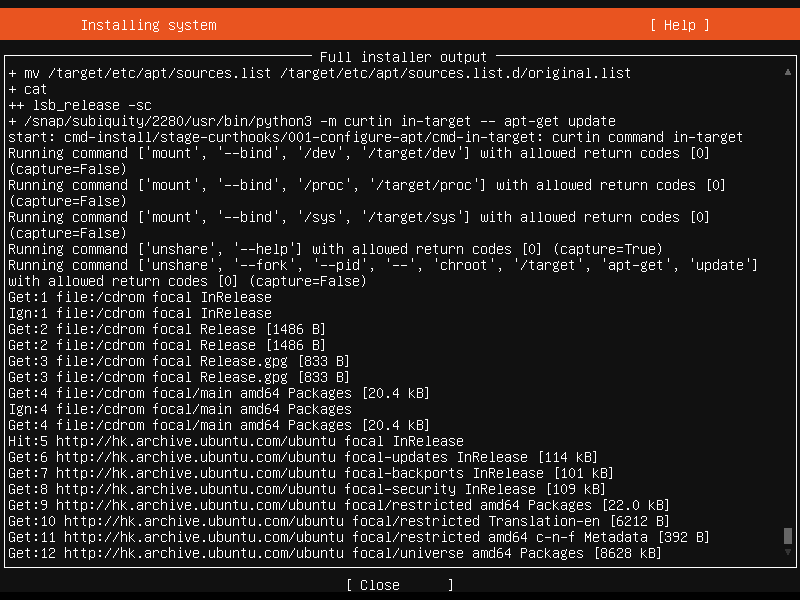 Installing system [ Help ]
Full installer output
+ mv /target/etc/apt/sources.list /target/etc/apt/sources.list.d/original.list
+ cat
++ lsb_release -sc
+ /snap/subiquity/2280/usr/bin/python3 -m curtin in-target -- apt-get update
start: cmd-install/stage-curthooks/001-configure-apt/cmd-in-target: curtin command in-target
Running command ['mount', '--bind', '/dev', '/target/dev'] with allowed return codes [0]
(capture=False)
Running command ['mount', '--bind', '/proc', '/target/proc'] with allowed return codes [0]
(capture=False)
Running command ['mount', '--bind', '/sys', '/target/sys'] with allowed return codes [0]
(capture=False)
Running command ['unshare', '--help'] with allowed return codes [0] (capture=True)
Running command ['unshare', '--fork', '--pid', '--', 'chroot', '/target', 'apt-get', 'update']
with allowed return codes [0] (capture=False)
Get:1 file:/cdrom focal InRelease
Ign:1 file:/cdrom focal InRelease
Get:2 file:/cdrom focal Release [1486 B]
Get:2 file:/cdrom focal Release [1486 B]
Get:3 file:/cdrom focal Release.gpg [833 B]
Get:3 file:/cdrom focal Release.gpg [833 B]
Get:4 file:/cdrom focal/main amd64 Packages [20.4 kB]
Ign:4 file:/cdrom focal/main amd64 Packages
Get:4 file:/cdrom focal/main amd64 Packages [20.4 kB]
Hit:5 http://hk.archive.ubuntu.com/ubuntu focal InRelease
Get:6 http://hk.archive.ubuntu.com/ubuntu focal-updates InRelease [114 kB]
Get:7 http://hk.archive.ubuntu.com/ubuntu focal-backports InRelease [101 kB]
Get:8 http://hk.archive.ubuntu.com/ubuntu focal-security InRelease [109 kB]
Get:9 http://hk.archive.ubuntu.com/ubuntu focal/restricted amd64 Packages [22.0 kB]
Get:10 http://hk.archive.ubuntu.com/ubuntu focal/restricted Translation-en [6212 B]
Get:11 http://hk.archive.ubuntu.com/ubuntu focal/restricted amd64 c-n-f Metadata [392 B]
Get:12 http://hk.archive.ubuntu.com/ubuntu focal/universe amd64 Packages [8628 kB]
[ Close ]